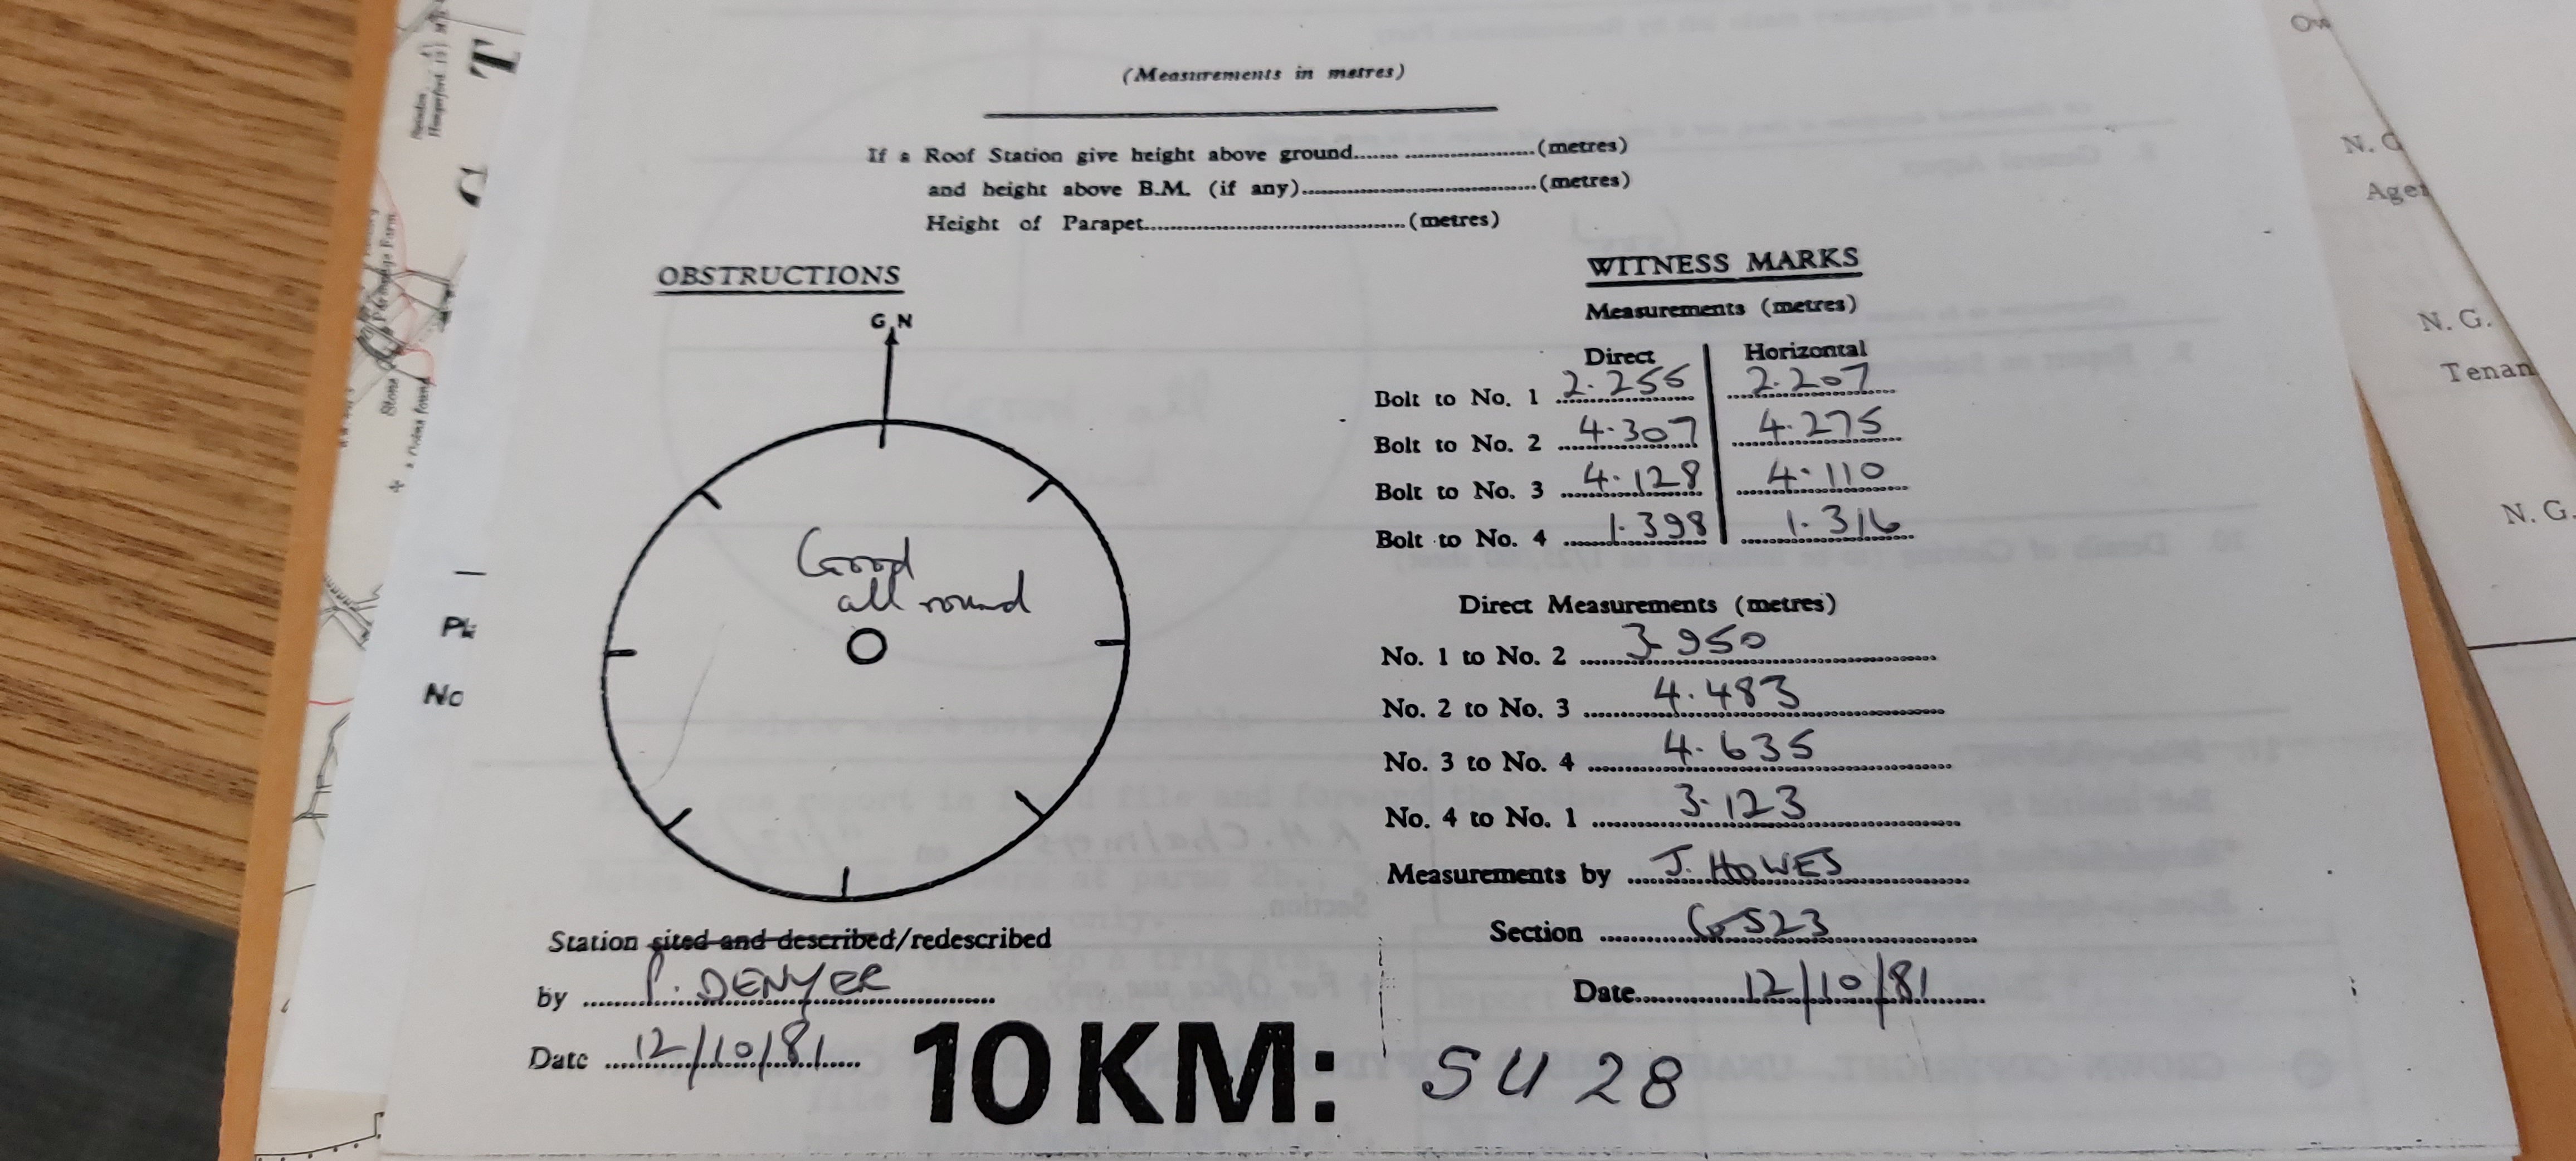 (Measurements in metres)
If a Roof Station give height above ground.............................(metres)
and height above B.M. (if any).......................................(metres)
Height of Parapet...........................................(metres)
OBSTRUCTIONS
G N
Good
all round
Station sited and described/redescribed
by P. DENYER
Date 12/10/81
WITNESS MARKS
Measurements (metres)
Direct Horizontal
Bolt to No. 1 2.255 2.207
Bolt to No. 2 4.307 4.275
Bolt to No. 3 4.128 4.110
Bolt to No. 4 1.398 1.316
Direct Measurements (metres)
No. 1 to No. 2 3.950
No. 2 to No. 3 4.483
No. 3 to No. 4 4.635
No. 4 to No. 1 3.123
Measurements by J. HOWES
Section GS23
Date 12/10/81
10KM: SU 28
T
Hungerford
Stone
No
N. G.
Tenan
N. G.